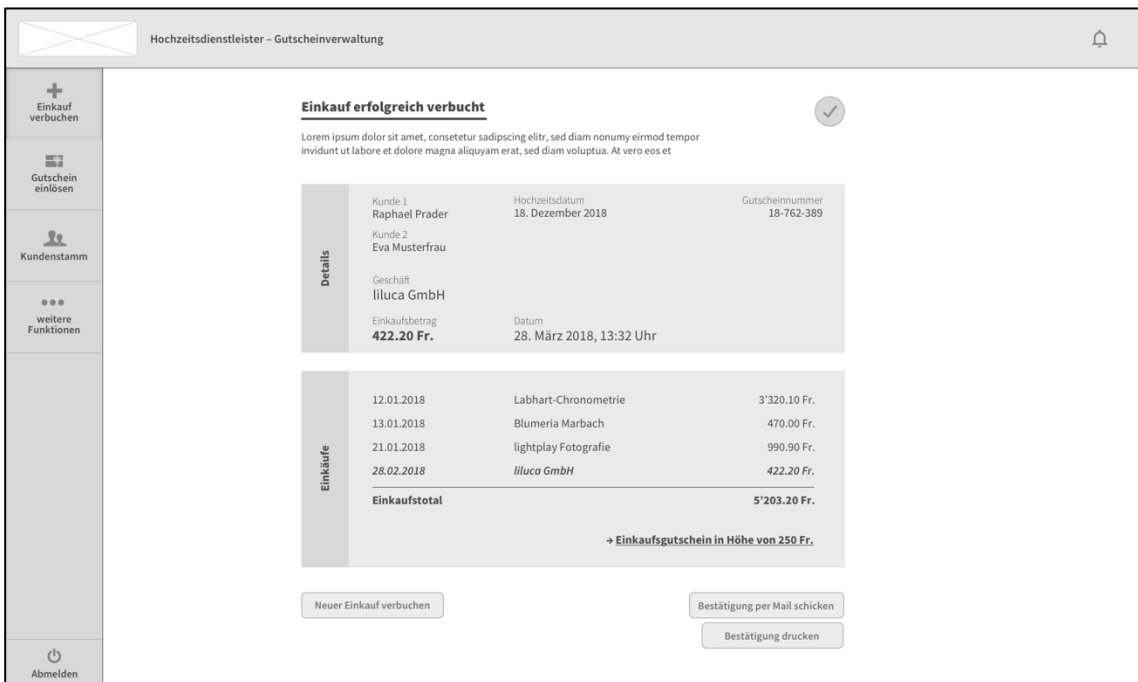 Hochzeitsdienstleister – Gutscheinverwaltung
Einkauf
verbuchen
Gutschein
einlösen
Kundenstamm
weitere
Funktionen
Abmelden
Einkauf erfolgreich verbucht
Lorem ipsum dolor sit amet, consetetur sadipscing elitr, sed diam nonumy eirmod tempor
invidunt ut labore et dolore magna aliquyam erat, sed diam voluptua. At vero eos et
Details
Kunde 1 Hochzeitsdatum Gutscheinnummer
Raphael Prader 18. Dezember 2018 18-762-389
Kunde 2
Eva Musterfrau
Geschäft
liluca GmbH
Einkaufsbetrag Datum
422.20 Fr. 28. März 2018, 13:32 Uhr
Einkäufe
12.01.2018 Labhart-Chronometrie 3’320.10 Fr.
13.01.2018 Blumeria Marbach 470.00 Fr.
21.01.2018 lightplay Fotografie 990.90 Fr.
28.02.2018 liluca GmbH 422.20 Fr.
Einkaufstotal 5’203.20 Fr.
→ Einkaufsgutschein in Höhe von 250 Fr.
Neuer Einkauf verbuchen Bestätigung per Mail schicken
Bestätigung drucken